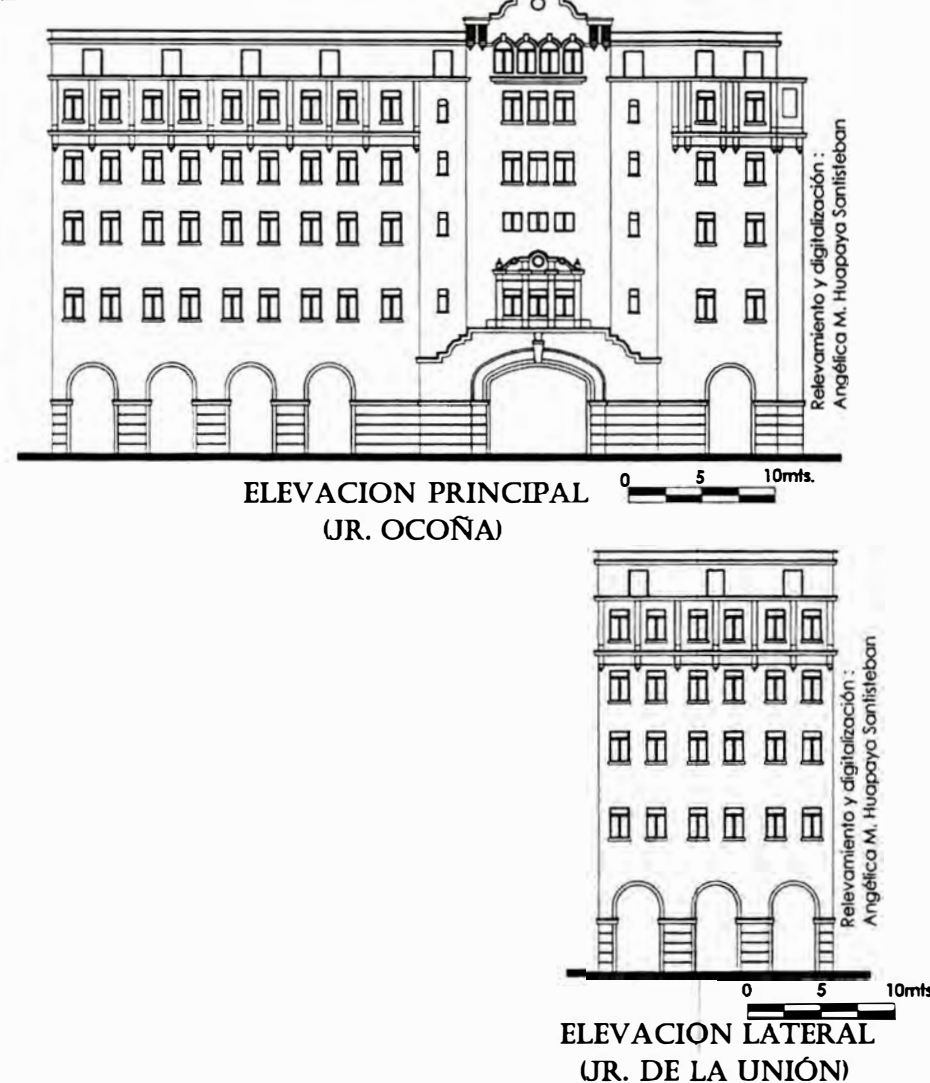 Relevamiento y digitalización :
Angélica M. Huapaya Santisteban
ELEVACION PRINCIPAL
(JR. OCOÑA)
0 5 10mts.
Relevamiento y digitalización :
Angélica M. Huapaya Santisteban
0 5 10mts
ELEVACION LATERAL
(JR. DE LA UNIÓN)